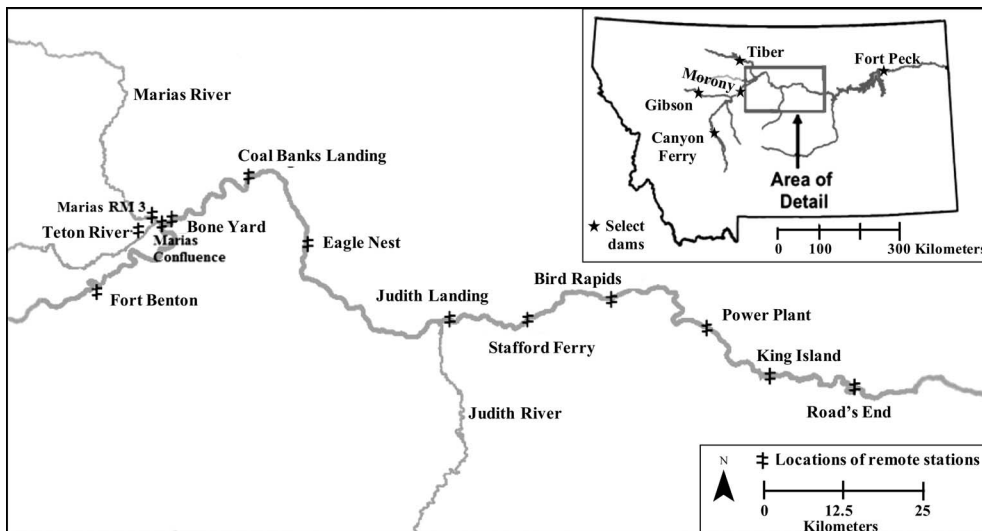 Marias River
Coal Banks Landing
Marias RM 3
Teton River
Bone Yard
Marias
Confluence
Eagle Nest
Fort Benton
Judith Landing
Bird Rapids
Stafford Ferry
Power Plant
King Island
Road's End
Judith River
Tiber
Fort Peck
Morony
Gibson
Canyon
Ferry
Area of
Detail
Select
dams
0 100 300 Kilometers
N
Locations of remote stations
0 12.5 25
Kilometers